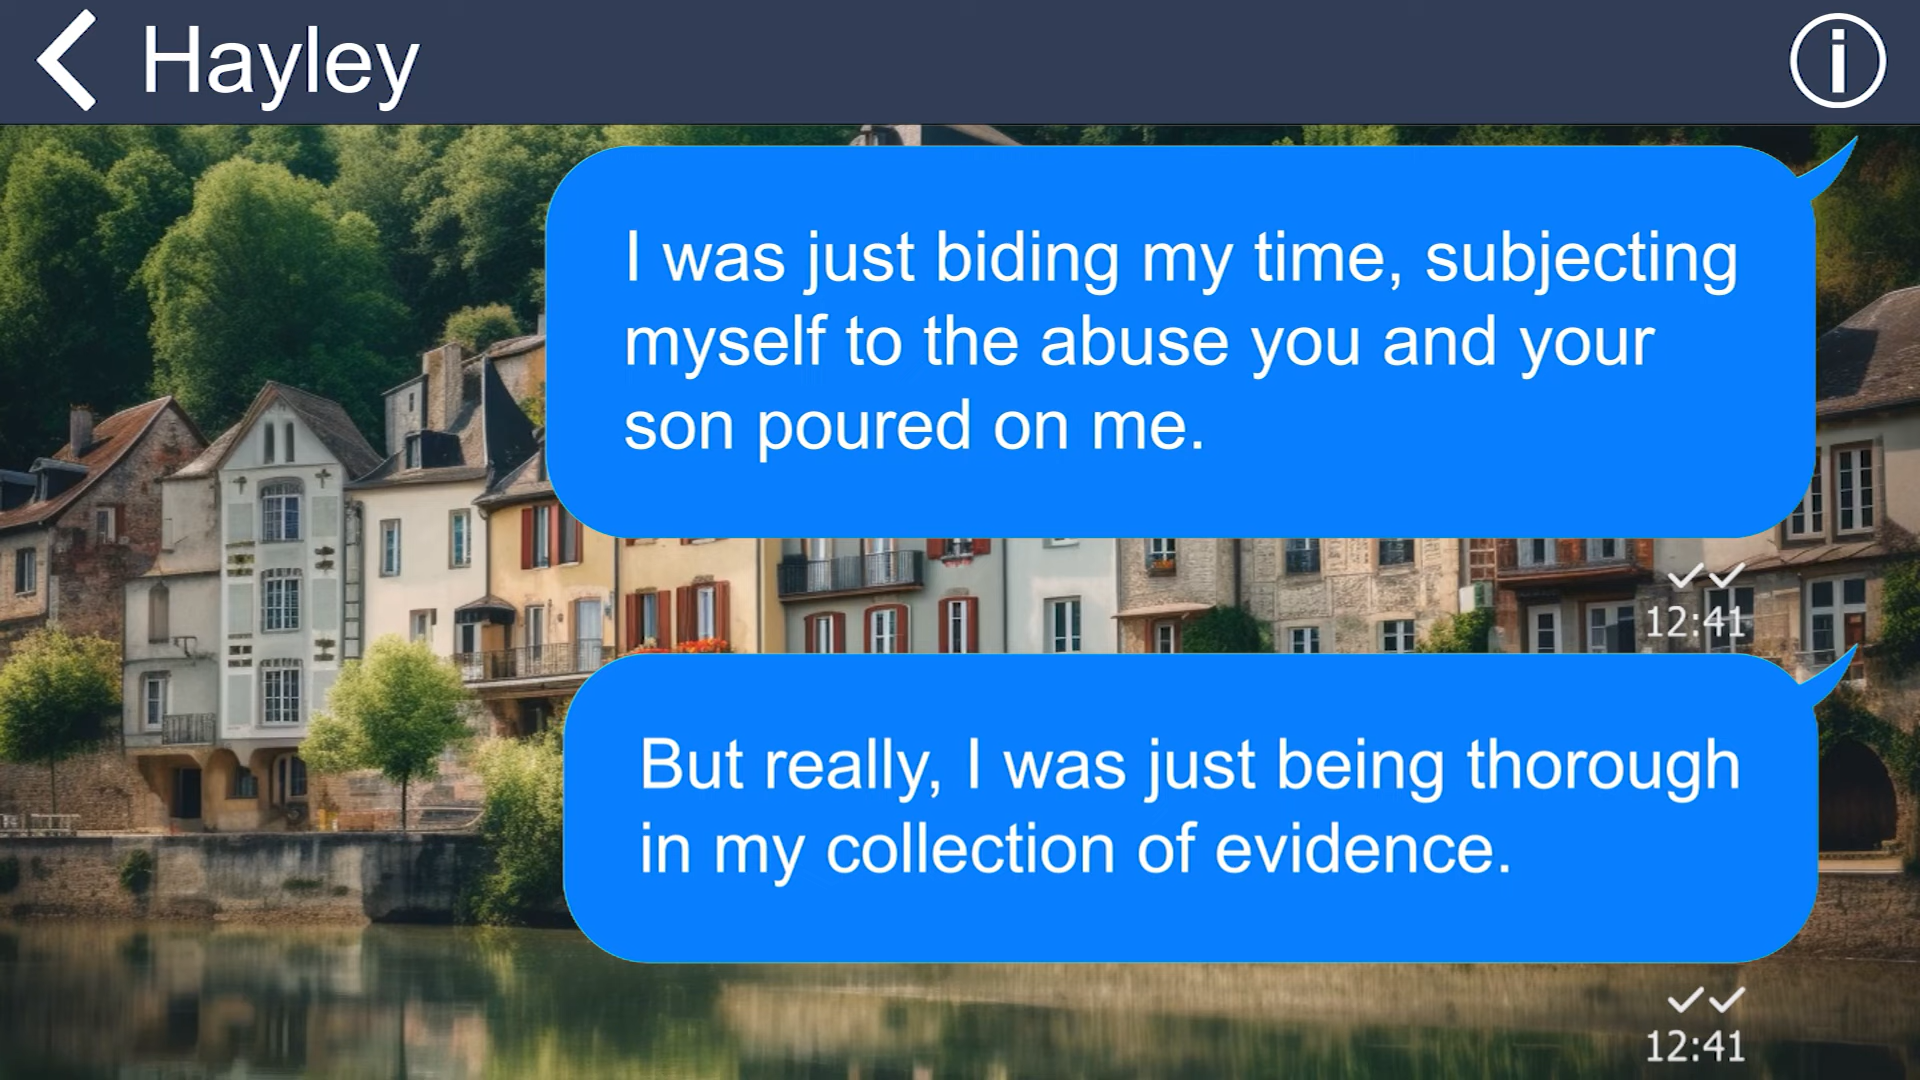 Hayley
I was just biding my time, subjecting
myself to the abuse you and your
son poured on me.
12:41
But really, I was just being thorough
in my collection of evidence.
12:41